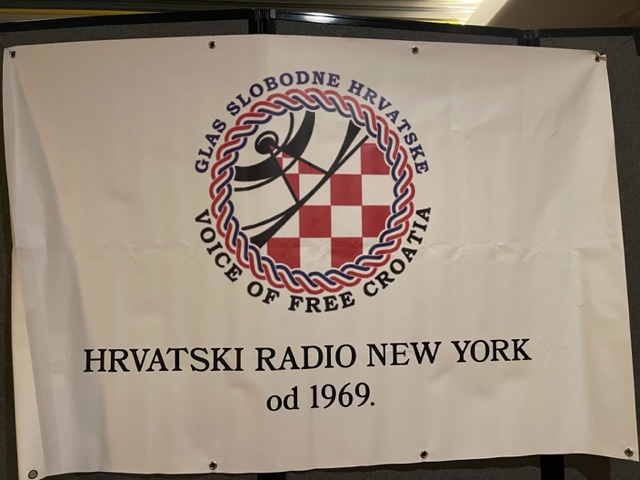 GLAS SLOBODNE HRVATSKE
VOICE OF FREE CROATIA
HRVATSKI RADIO NEW YORK
od 1969.